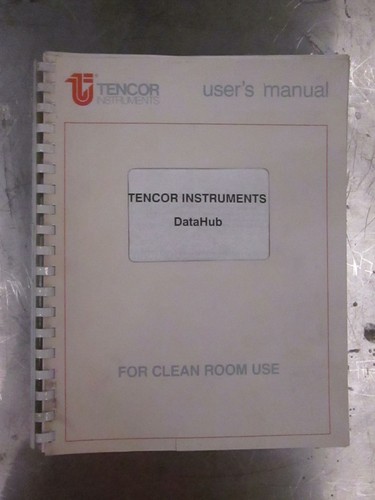 TENCOR
INSTRUMENTS
user's manual
TENCOR INSTRUMENTS
DataHub
FOR CLEAN ROOM USE